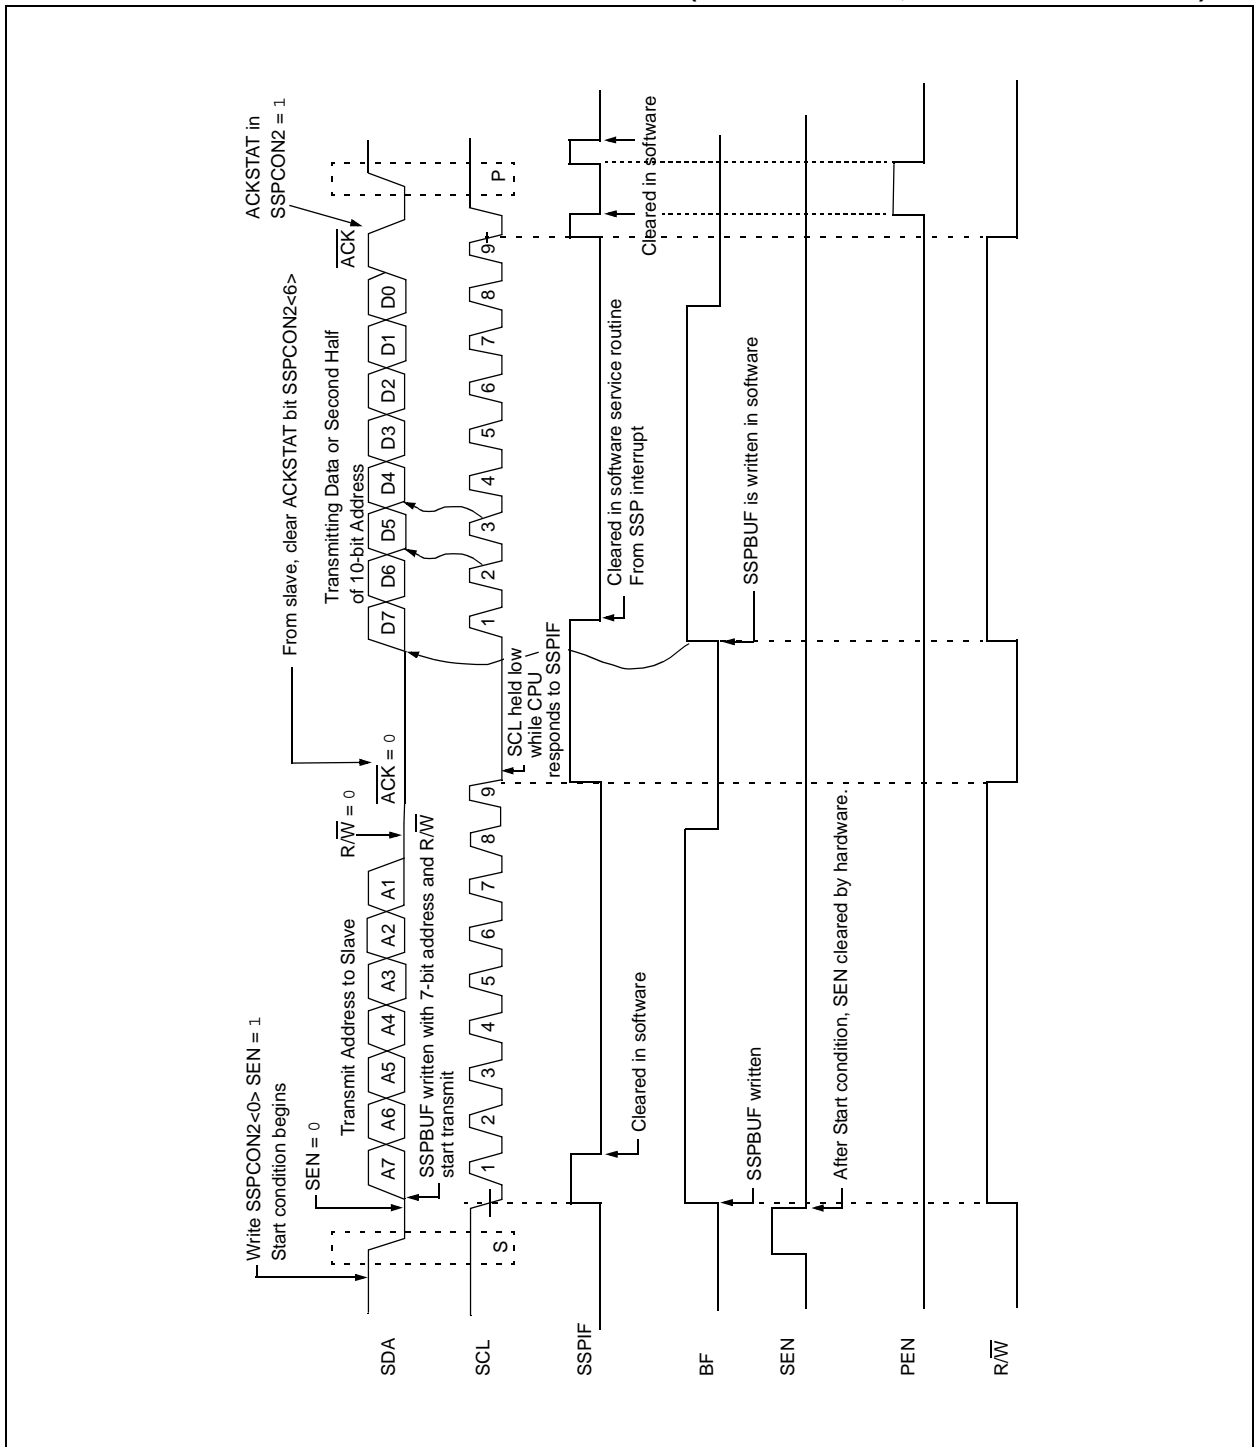 Write SSPCON2<0> SEN = 1
Start condition begins
SEN = 0
Transmit Address to Slave
R/W = 0
From slave, clear ACKSTAT bit SSPCON2<6>
ACK = 0
Transmitting Data or Second Half
of 10-bit Address
ACK
ACKSTAT in
SSPCON2 = 1
SDA
A7 A6 A5 A4 A3 A2 A1
D7 D6 D5 D4 D3 D2 D1 D0
SSPBUF written with 7-bit address and R/W
start transmit
SCL
S
1 2 3 4 5 6 7 8 9
1 2 3 4 5 6 7 8 9
P
SCL held low
while CPU
responds to SSPIF
SSPIF
Cleared in software
Cleared in software service routine
From SSP interrupt
Cleared in software
BF
SSPBUF written
SSPBUF is written in software
SEN
After Start condition, SEN cleared by hardware.
PEN
R/W